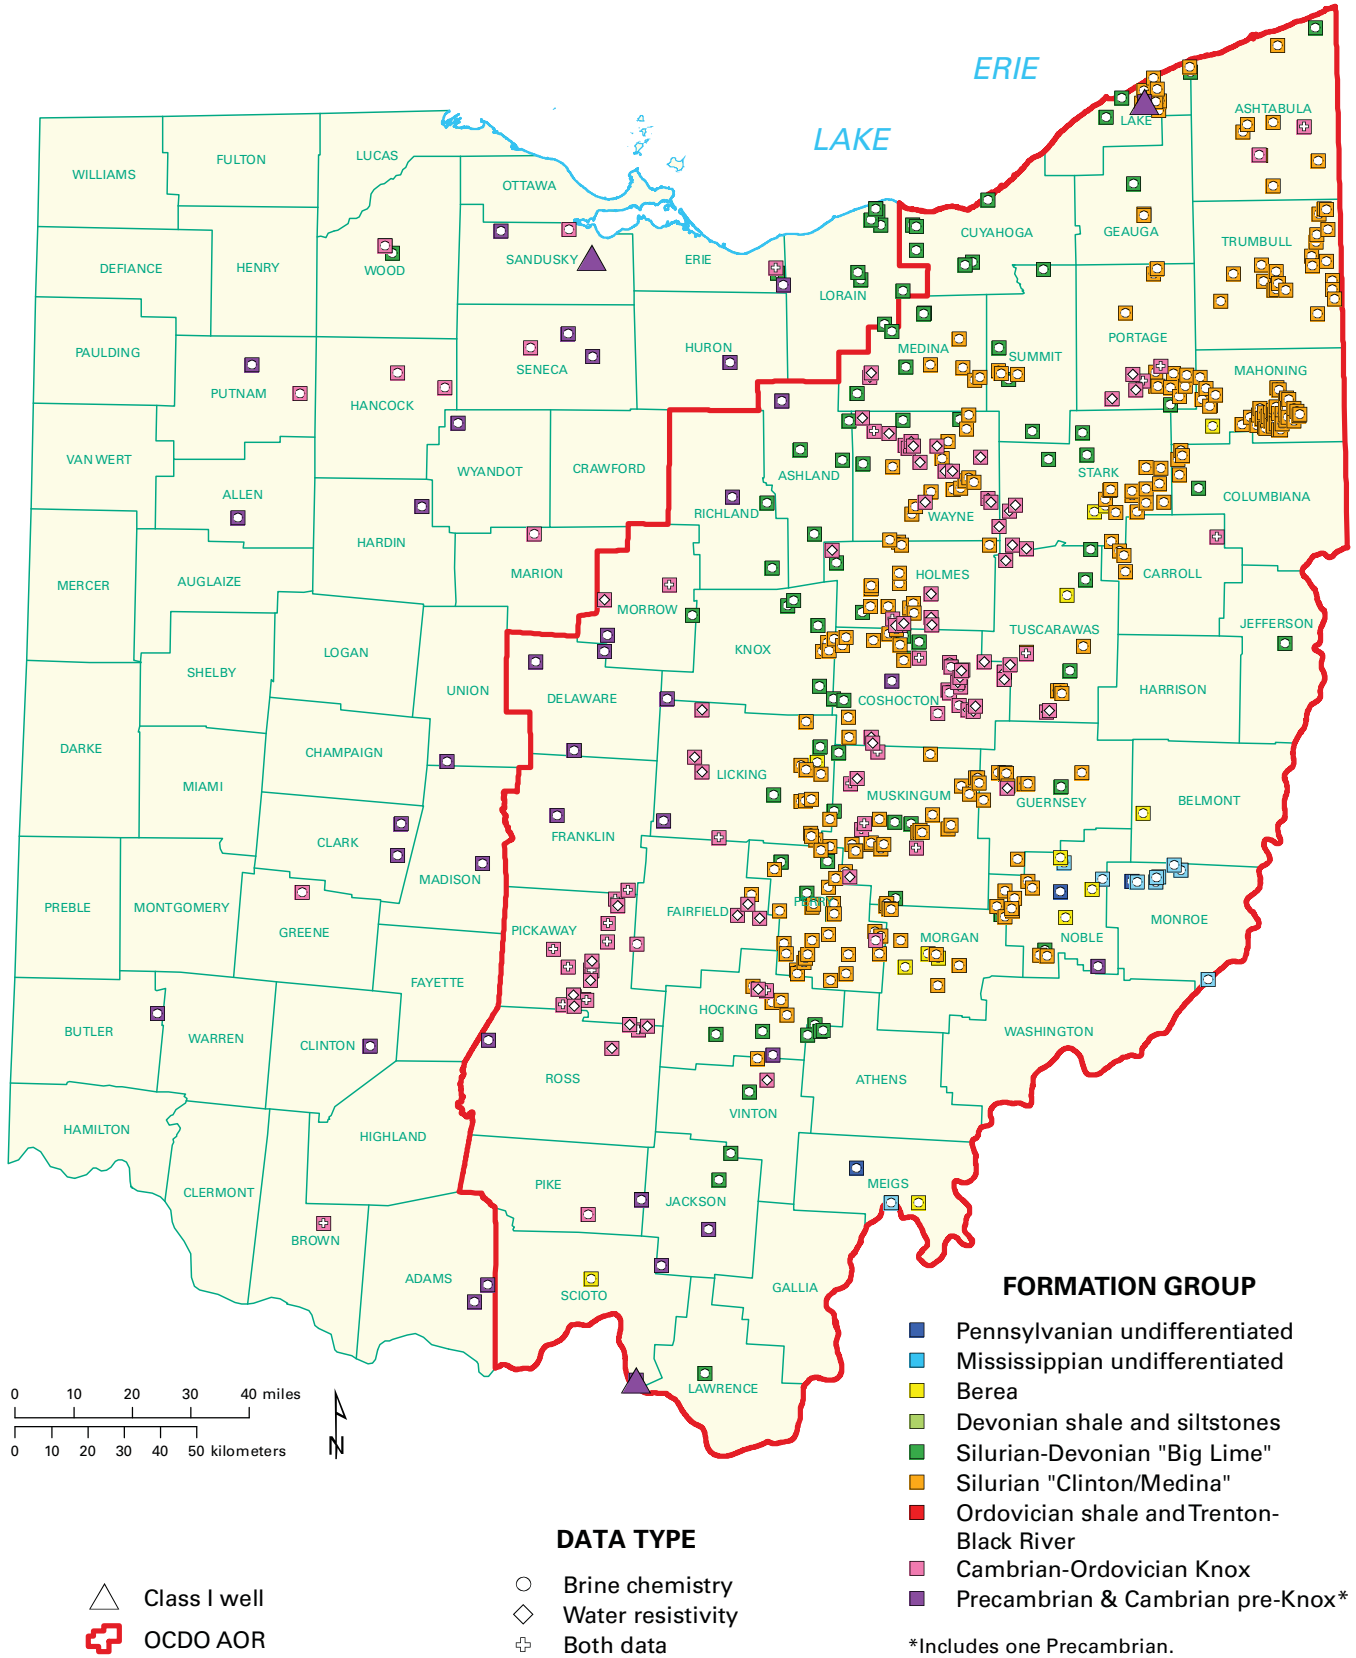 ERIE
LAKE
ASHTABULA
LAKE
WILLIAMS
FULTON
LUCAS
OTTAWA
CUYAHOGA
GEAUGA
TRUMBULL
DEFIANCE
HENRY
WOOD
SANDUSKY
ERIE
LORAIN
PAULDING
PUTNAM
HANCOCK
SENECA
HURON
MEDINA
SUMMIT
PORTAGE
MAHONING
VAN WERT
ALLEN
WYANDOT
CRAWFORD
RICHLAND
ASHLAND
WAYNE
STARK
COLUMBIANA
MERCER
AUGLAIZE
HARDIN
MARION
MORROW
HOLMES
TUSCARAWAS
CARROLL
JEFFERSON
SHELBY
LOGAN
UNION
DELAWARE
KNOX
COSHOCTON
HARRISON
DARKE
MIAMI
CHAMPAIGN
CLARK
MADISON
FRANKLIN
LICKING
MUSKINGUM
GUERNSEY
BELMONT
PREBLE
MONTGOMERY
GREENE
FAYETTE
PICKAWAY
FAIRFIELD
PERRY
MORGAN
NOBLE
MONROE
BUTLER
WARREN
CLINTON
ROSS
HOCKING
ATHENS
WASHINGTON
HAMILTON
CLERMONT
HIGHLAND
PIKE
VINTON
JACKSON
MEIGS
BROWN
ADAMS
SCIOTO
GALLIA
LAWRENCE
0 10 20 30 40 miles
0 10 20 30 40 50 kilometers
N
FORMATION GROUP
Pennsylvanian undifferentiated
Mississippian undifferentiated
Berea
Devonian shale and siltstones
Silurian-Devonian "Big Lime"
Silurian "Clinton/Medina"
Ordovician shale and Trenton-
Black River
Cambrian-Ordovician Knox
Precambrian & Cambrian pre-Knox*
*Includes one Precambrian.
DATA TYPE
Brine chemistry
Water resistivity
Both data
Class I well
OCDO AOR